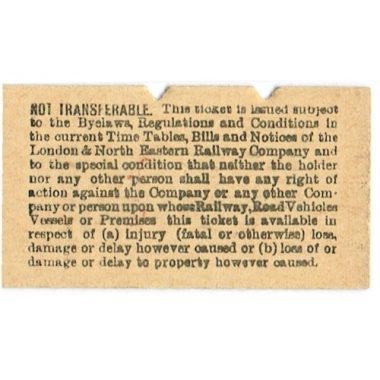 NOT TRANSFERABLE. This ticket is issued subject
to the Byelaws, Regulations and Conditions in
the current Time Tables, Bills and Notices of the
London & North Eastern Railway Company and
to the special condition that neither the holder
nor any other person shall have any right of
action against the Company or any other Com-
pany or person upon whose Railway, Road Vehicles
Vessels or Premises this ticket is available in
respect of (a) injury (fatal or otherwise) loss,
damage or delay however caused or (b) loss of or
damage or delay to property however caused.